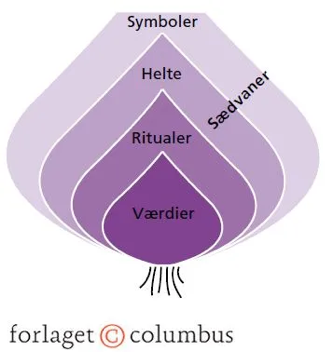 Symboler
Helte
Sædvaner
Ritualer
Værdier
forlaget © columbus